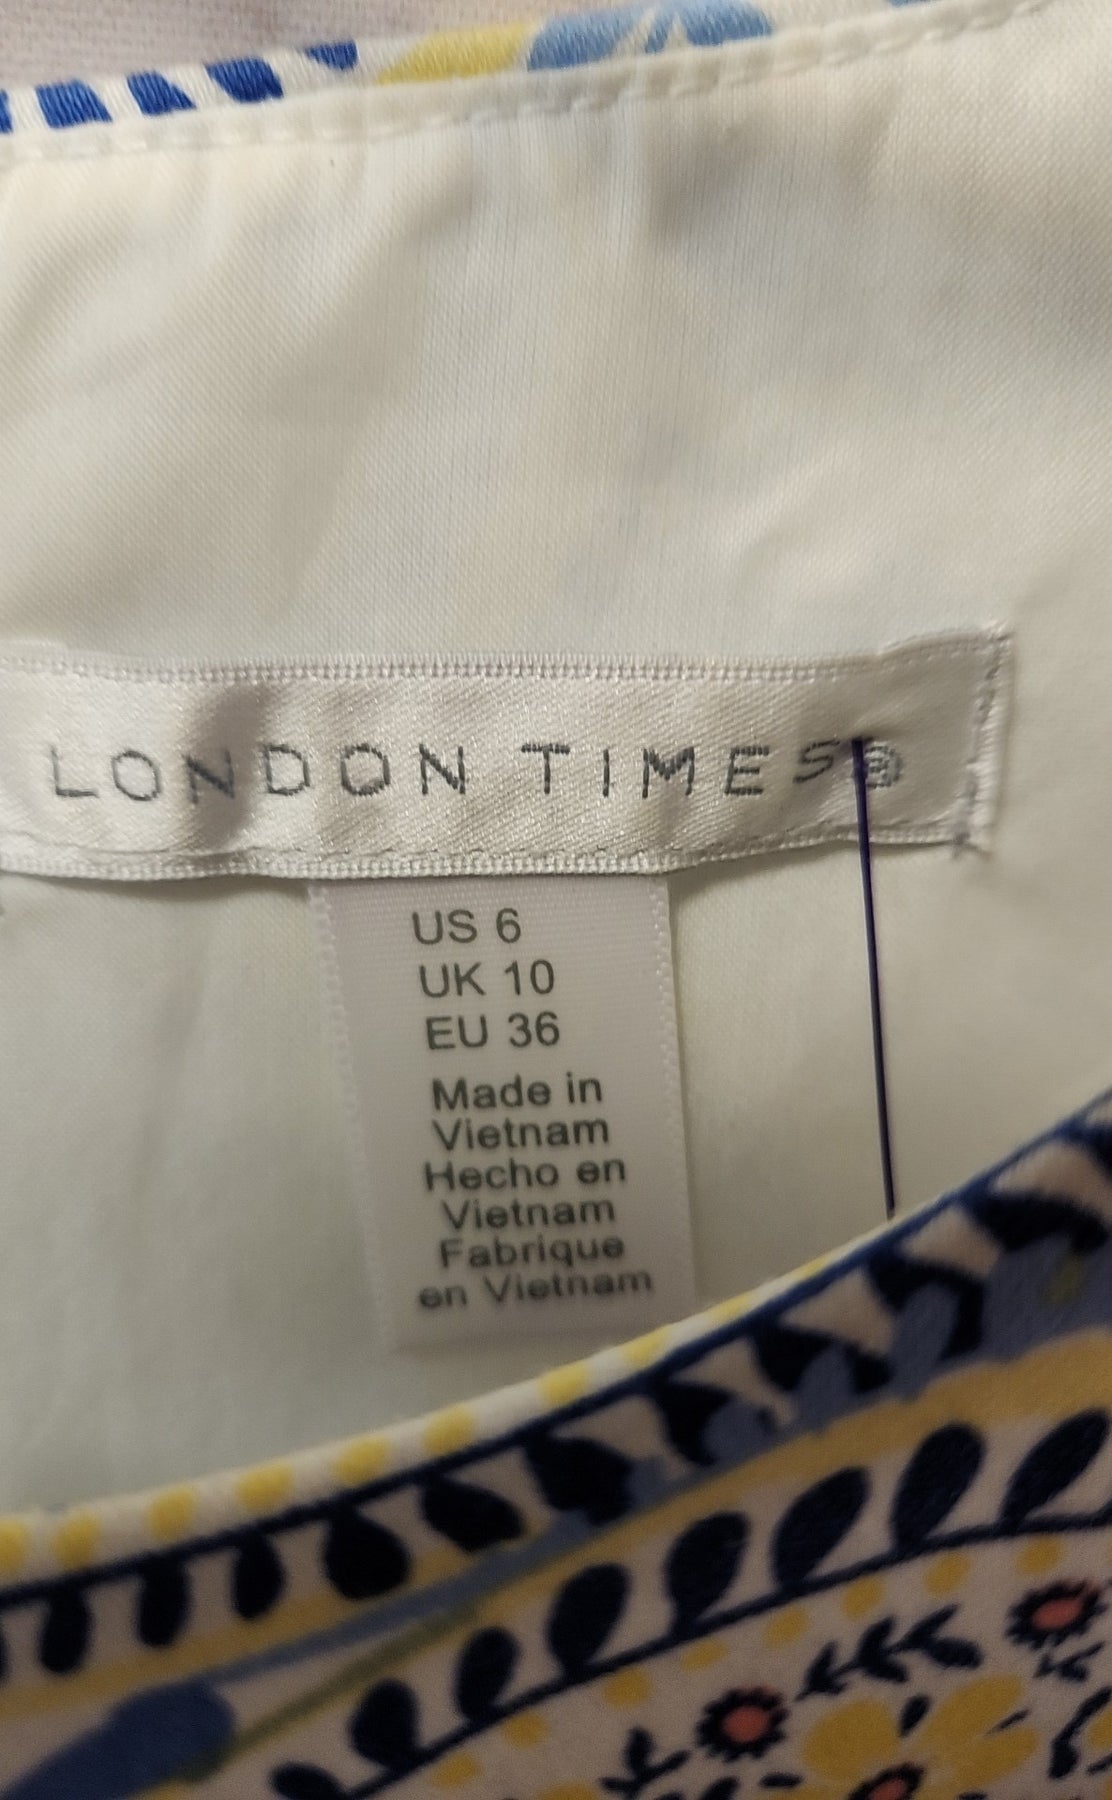 LONDON TIMES®
US 6
UK 10
EU 36
Made in
Vietnam
Hecho en
Vietnam
Fabrique
en Vietnam